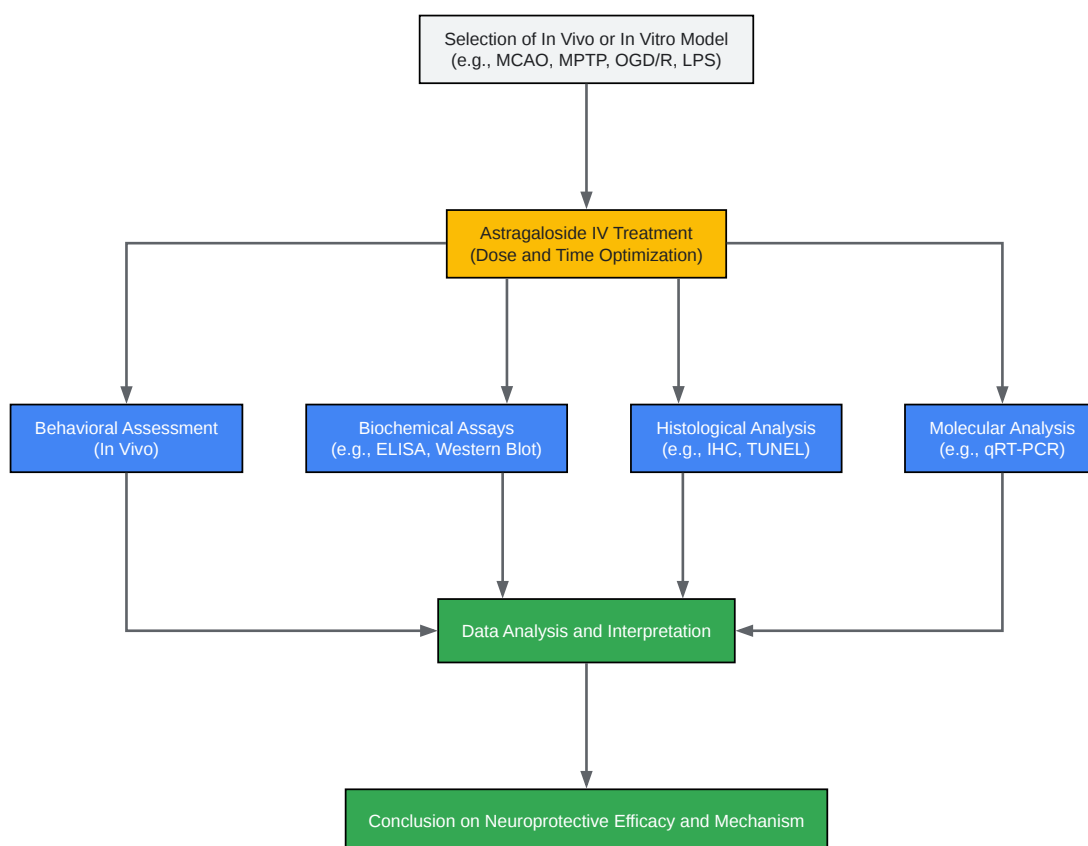 Selection of In Vivo or In Vitro Model
(e.g., MCAO, MPTP, OGD/R, LPS)
Astragaloside IV Treatment
(Dose and Time Optimization)
Behavioral Assessment
(In Vivo)
Biochemical Assays
(e.g., ELISA, Western Blot)
Histological Analysis
(e.g., IHC, TUNEL)
Molecular Analysis
(e.g., qRT-PCR)
Data Analysis and Interpretation
Conclusion on Neuroprotective Efficacy and Mechanism